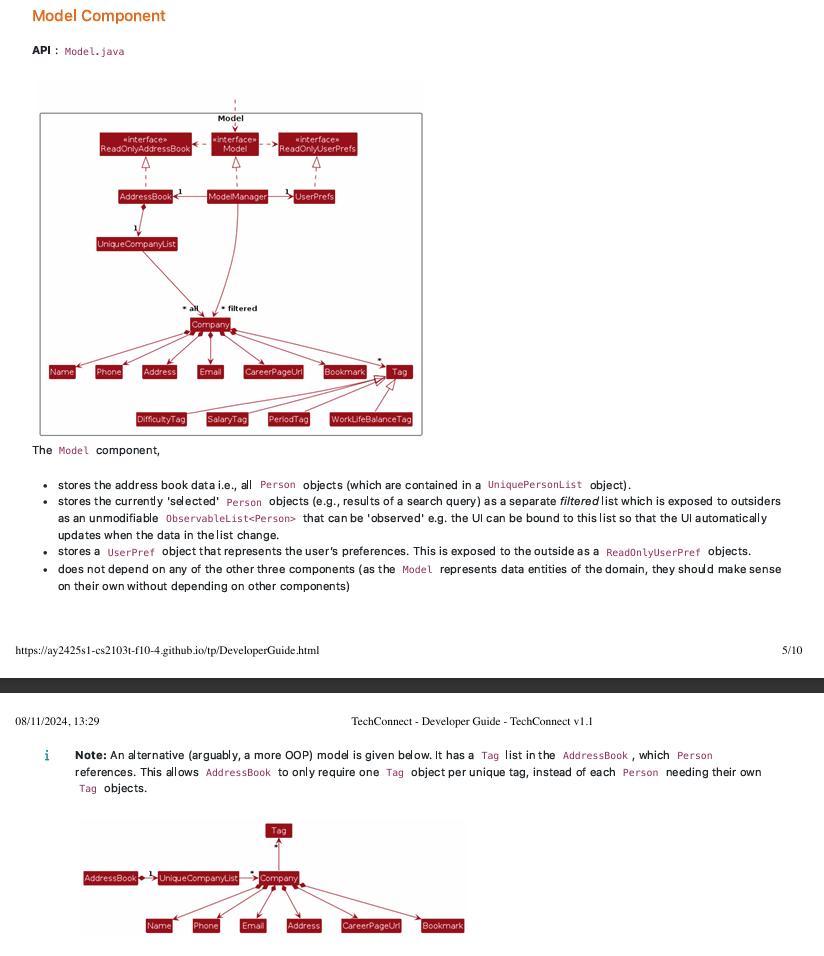 Model Component
API : Model.java
Model
«interface» ReadOnlyAddressBook
«interface» Model
«interface» ReadOnlyUserPrefs
AddressBook 1 ModelManager 1 UserPrefs
1
UniqueCompanyList
* all * filtered
Company
*
Name Phone Address Email CareerPageUrl Bookmark Tag
DifficultyTag SalaryTag PeriodTag WorkLifeBalanceTag
The Model component,
• stores the address book data i.e., all Person objects (which are contained in a UniquePersonList object).
• stores the currently 'selected' Person objects (e.g., results of a search query) as a separate filtered list which is exposed to outsiders
as an unmodifiable ObservableList<Person> that can be 'observed' e.g. the UI can be bound to this list so that the UI automatically
updates when the data in the list change.
• stores a UserPref object that represents the user's preferences. This is exposed to the outside as a ReadOnlyUserPref objects.
• does not depend on any of the other three components (as the Model represents data entities of the domain, they should make sense
on their own without depending on other components)
https://ay2425s1-cs2103t-f10-4.github.io/tp/DeveloperGuide.html 5/10
08/11/2024, 13:29 TechConnect - Developer Guide - TechConnect v1.1
i Note: An alternative (arguably, a more OOP) model is given below. It has a Tag list in the AddressBook , which Person
references. This allows AddressBook to only require one Tag object per unique tag, instead of each Person needing their own
Tag objects.
Tag
*
AddressBook 1 UniqueCompanyList * Company
Name Phone Email Address CareerPageUrl Bookmark